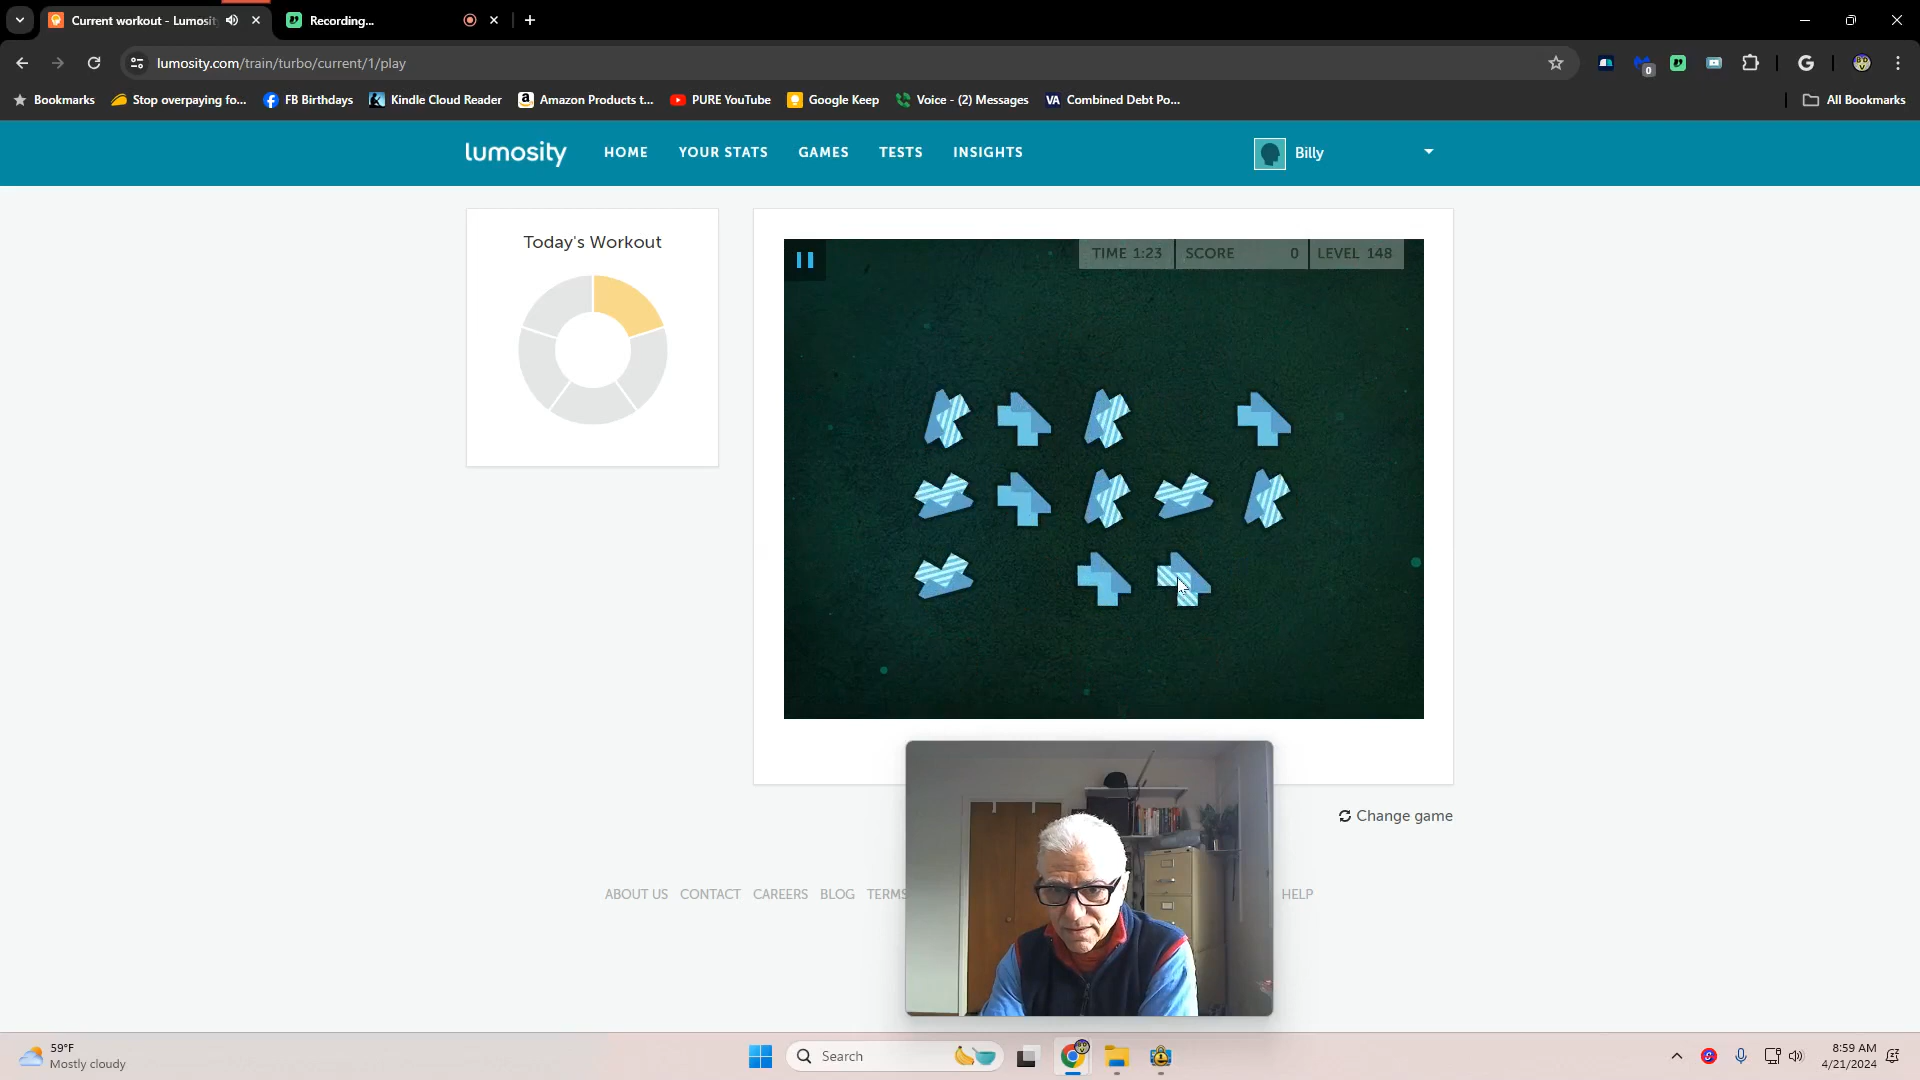 Current workout - Lumosit
Recording...
lumosity.com/train/turbo/current/1/play
0
Bookmarks
Stop overpaying fo...
FB Birthdays
Kindle Cloud Reader
Amazon Products t...
PURE YouTube
Google Keep
Voice - (2) Messages
VA Combined Debt Po...
All Bookmarks
lumosity
HOME
YOUR STATS
GAMES
TESTS
INSIGHTS
Billy
Today's Workout
TIME 1:23
SCORE 0
LEVEL 148
Change game
ABOUT US
CONTACT
CAREERS
BLOG
TERMS
HELP
59°F
Mostly cloudy
Search
8:59 AM
4/21/2024